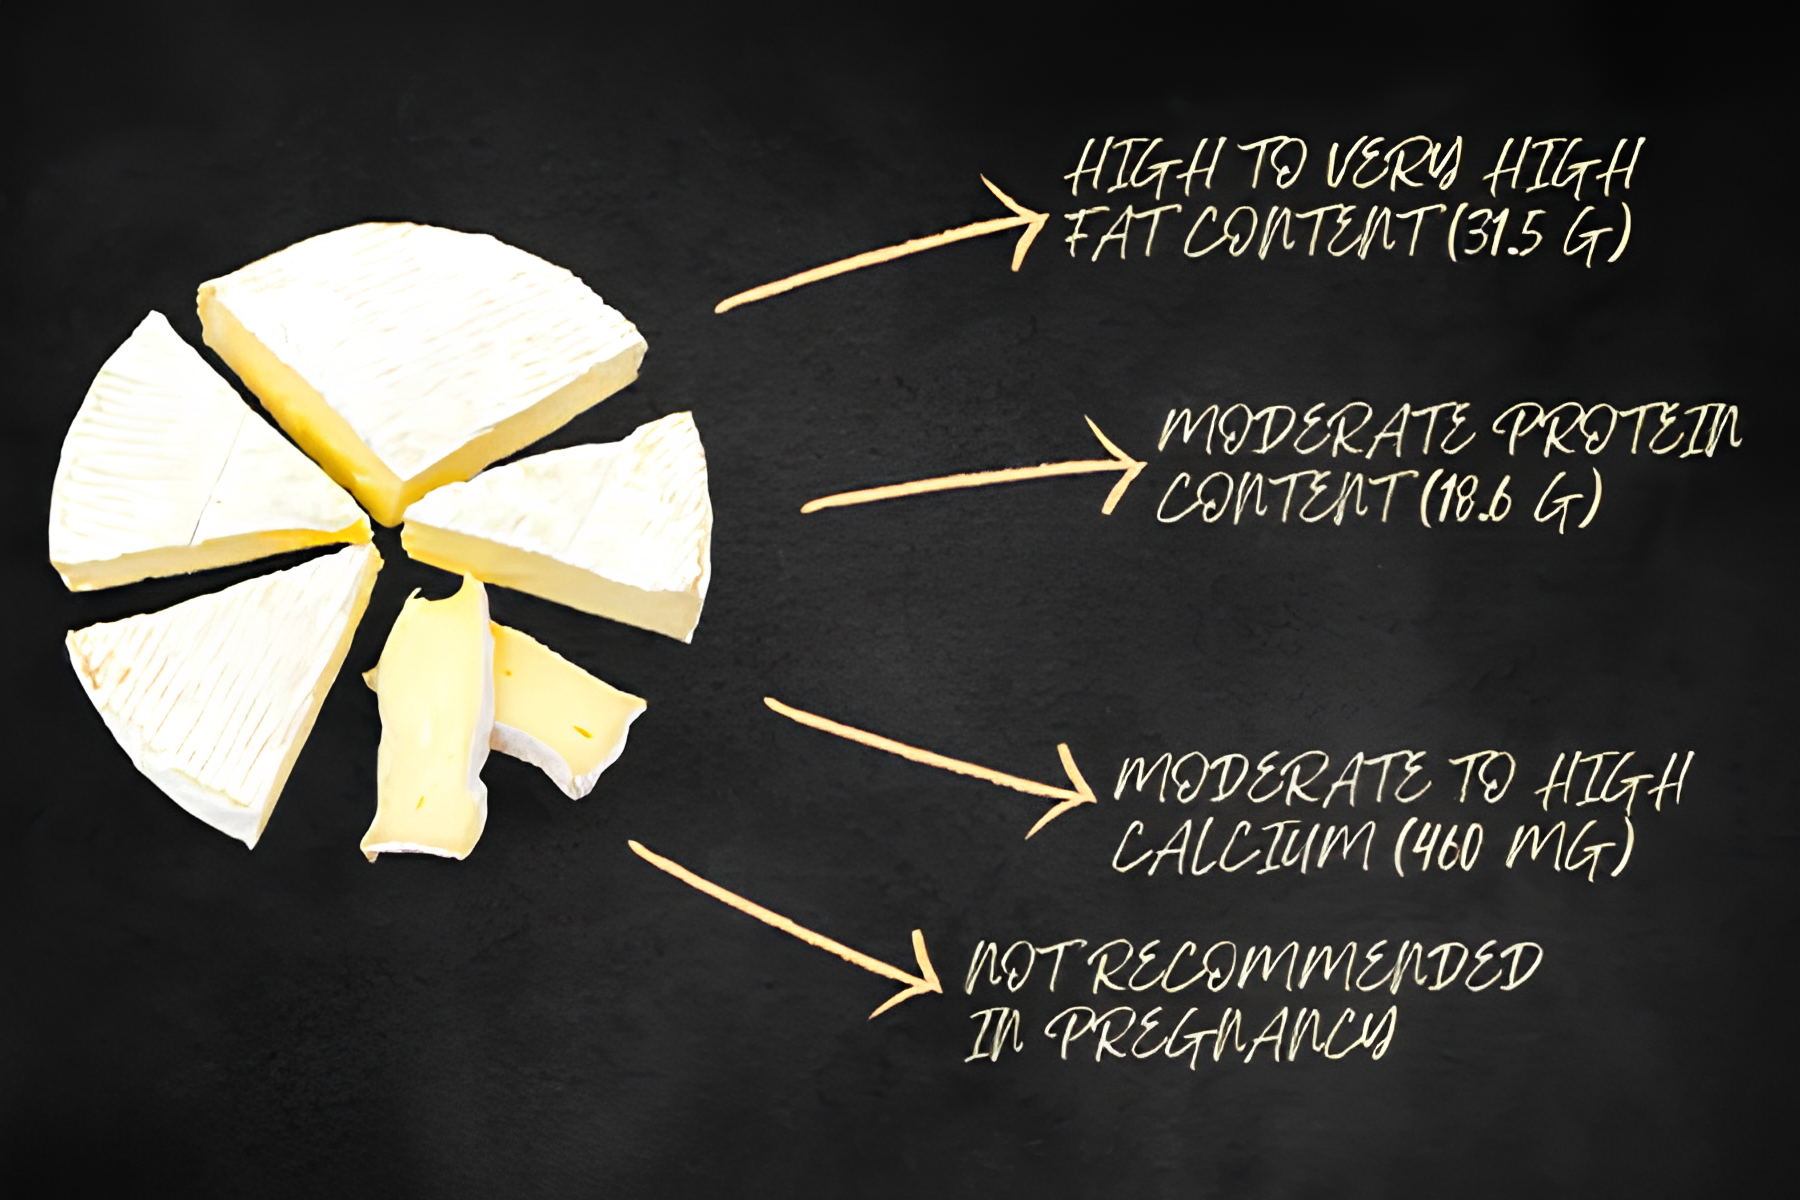 HIGH TO VERY HIGH
FAT CONTENT (31.5 G)
MODERATE PROTEIN
CONTENT (18.6 G)
MODERATE TO HIGH
CALCIUM (460 MG)
NOT RECOMMENDED
IN PREGNANCY